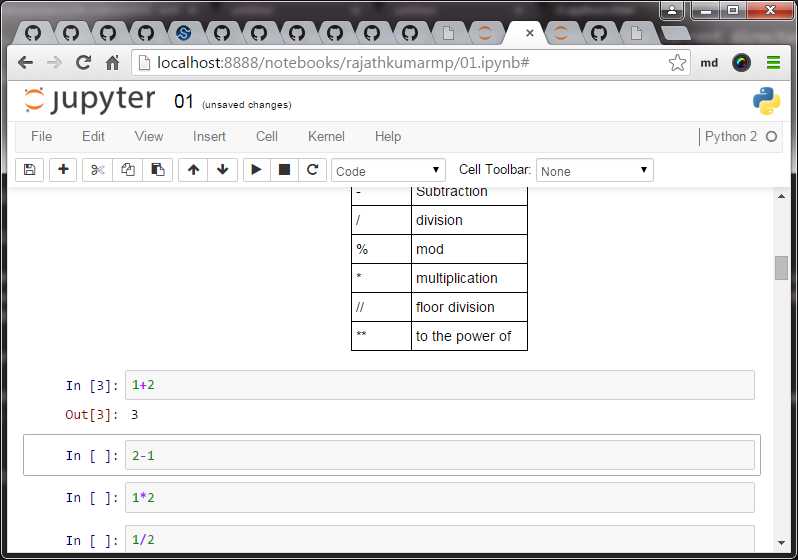 localhost:8888/notebooks/rajathkumarmp/01.ipynb#
md
jupyter 01 (unsaved changes)
File Edit View Insert Cell Kernel Help
Python 2
Code
Cell Toolbar: None
- Subtraction
/ division
% mod
* multiplication
// floor division
** to the power of
In [3]: 1+2
Out[3]: 3
In [ ]: 2-1
In [ ]: 1*2
In [ ]: 1/2